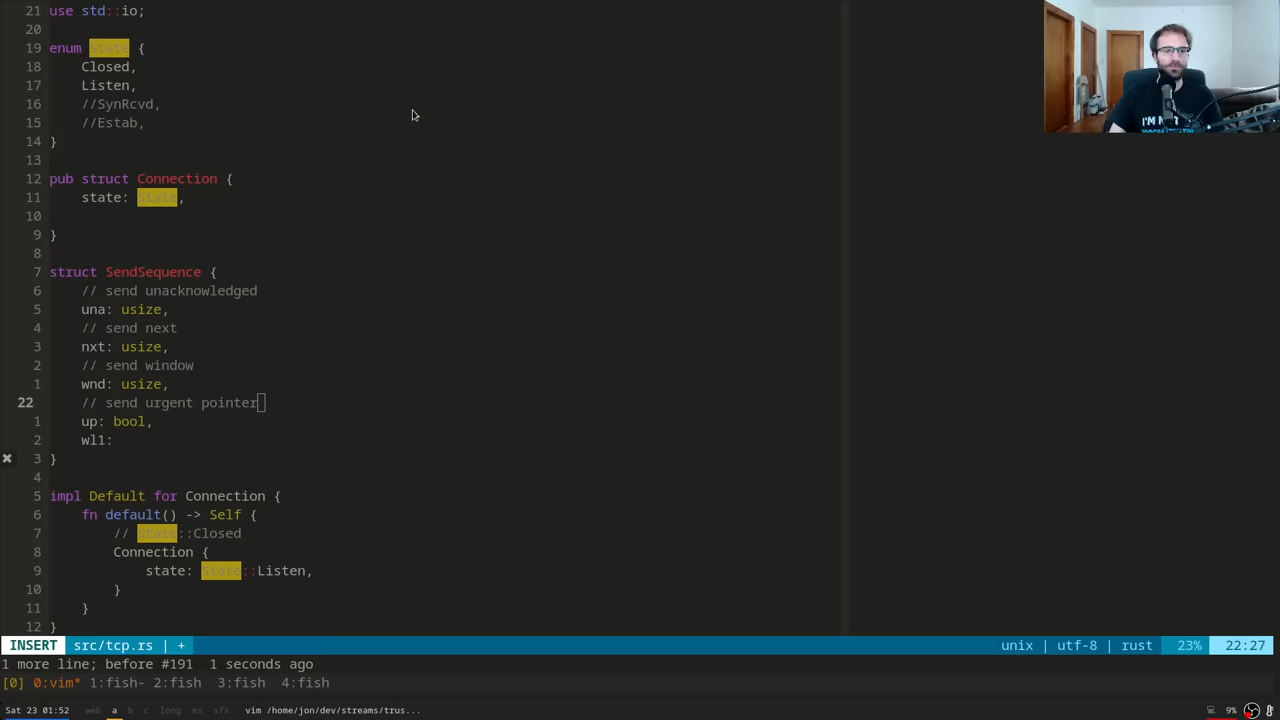 21 use std::io;
20
19 enum State {
18     Closed,
17     Listen,
16     //SynRcvd,
15     //Estab,
14 }
13
12 pub struct Connection {
11     state: State,
10
9 }
8
7 struct SendSequence {
6     // send unacknowledged
5     una: usize,
4     // send next
3     nxt: usize,
2     // send window
1     wnd: usize,
22     // send urgent pointer
1     up: bool,
2     wl1:
✖ 3 }
4
5 impl Default for Connection {
6     fn default() -> Self {
7         // State::Closed
8         Connection {
9             state: State::Listen,
10         }
11     }
12 }
INSERT src/tcp.rs | + unix | utf-8 | rust 23% 22:27
1 more line; before #191  1 seconds ago
[0] 0:vim* 1:fish- 2:fish  3:fish  4:fish
Sat 23 01:52 web a b c long mx sfx vim /home/jon/dev/streams/trus... 9%
I'M NOT